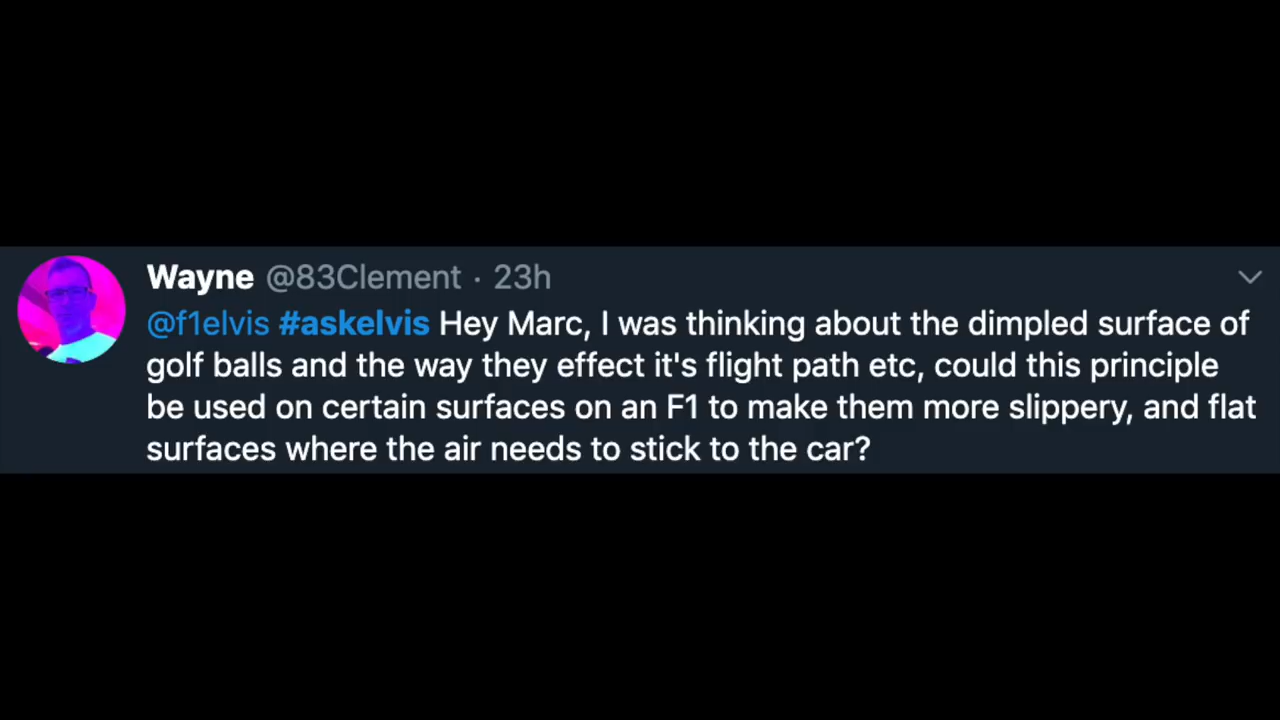 Wayne @83Clement · 23h
@f1elvis #askelvis Hey Marc, I was thinking about the dimpled surface of
golf balls and the way they effect it's flight path etc, could this principle
be used on certain surfaces on an F1 to make them more slippery, and flat
surfaces where the air needs to stick to the car?